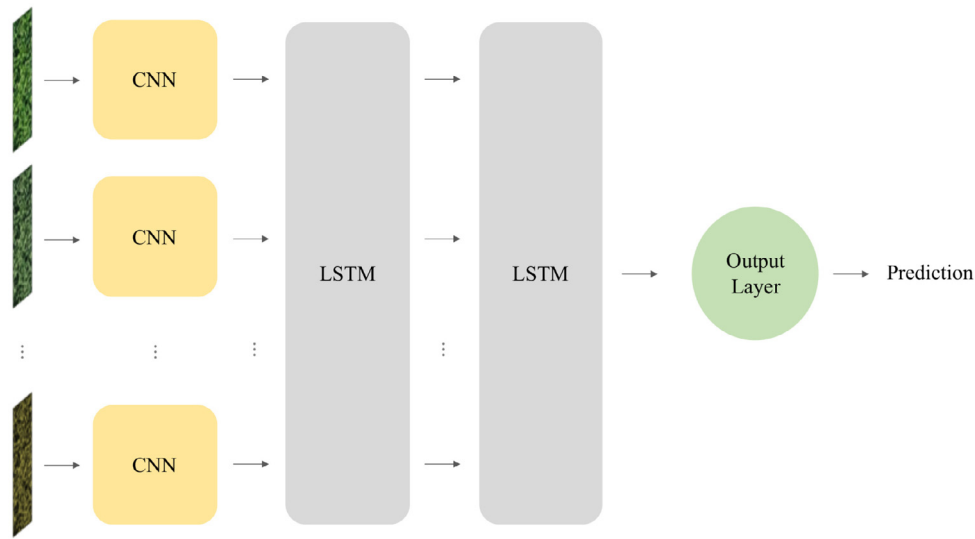 CNN
CNN
CNN
LSTM
LSTM
Output
Layer
Prediction